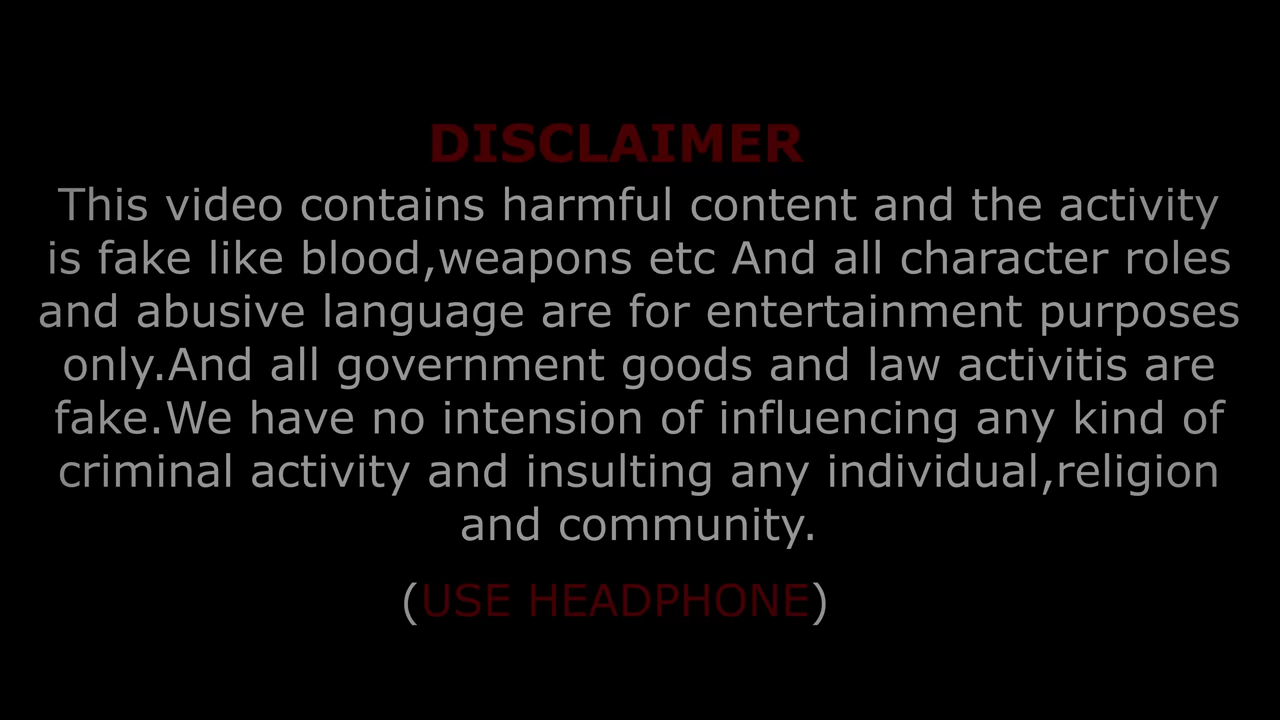 DISCLAIMER
This video contains harmful content and the activity
is fake like blood,weapons etc And all character roles
and abusive language are for entertainment purposes
only.And all government goods and law activitis are
fake.We have no intension of influencing any kind of
criminal activity and insulting any individual,religion
and community.
(USE HEADPHONE)